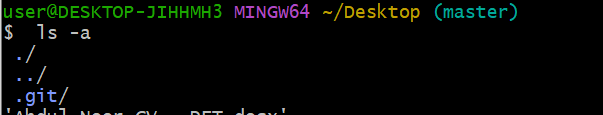 user@DESKTOP-JIHHMH3 MINGW64 ~/Desktop (master)
$ ls -a
./
../
.git/